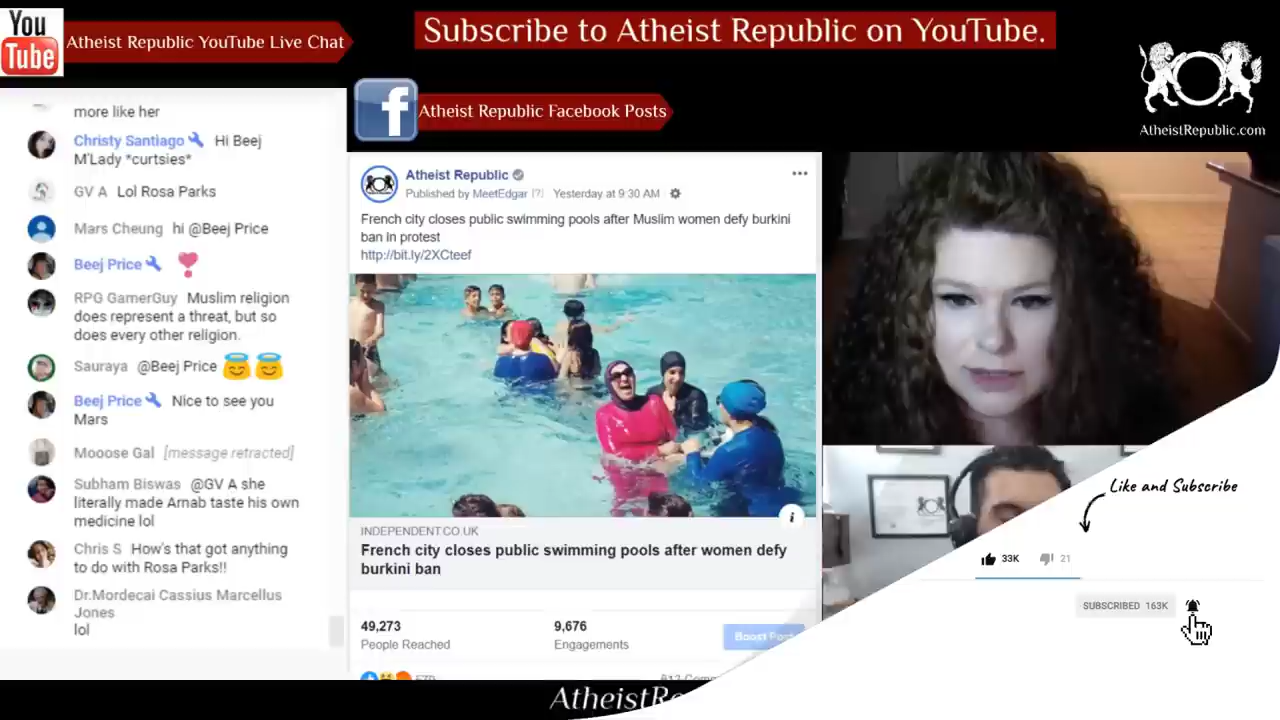 You
Tube
Atheist Republic YouTube Live Chat
Subscribe to Atheist Republic on YouTube.
AtheistRepublic.com
f
Atheist Republic Facebook Posts
more like her
Christy Santiago Hi Beej
M'Lady *curtsies*
GV A Lol Rosa Parks
Mars Cheung hi @Beej Price
Beej Price
RPG GamerGuy Muslim religion
does represent a threat, but so
does every other religion.
Sauraya @Beej Price
Beej Price Nice to see you
Mars
Mooose Gal [message retracted]
Subham Biswas @GV A she
literally made Arnab taste his own
medicine lol
Chris S How's that got anything
to do with Rosa Parks!!
Dr.Mordecai Cassius Marcellus
Jones
lol
Atheist Republic
Published by MeetEdgar [?] Yesterday at 9:30 AM
French city closes public swimming pools after Muslim women defy burkini
ban in protest
http://bit.ly/2XCteef
i
INDEPENDENT.CO.UK
French city closes public swimming pools after women defy
burkini ban
49,273
People Reached
9,676
Engagements
Boost
Like and Subscribe
33K
21
SUBSCRIBED 163K